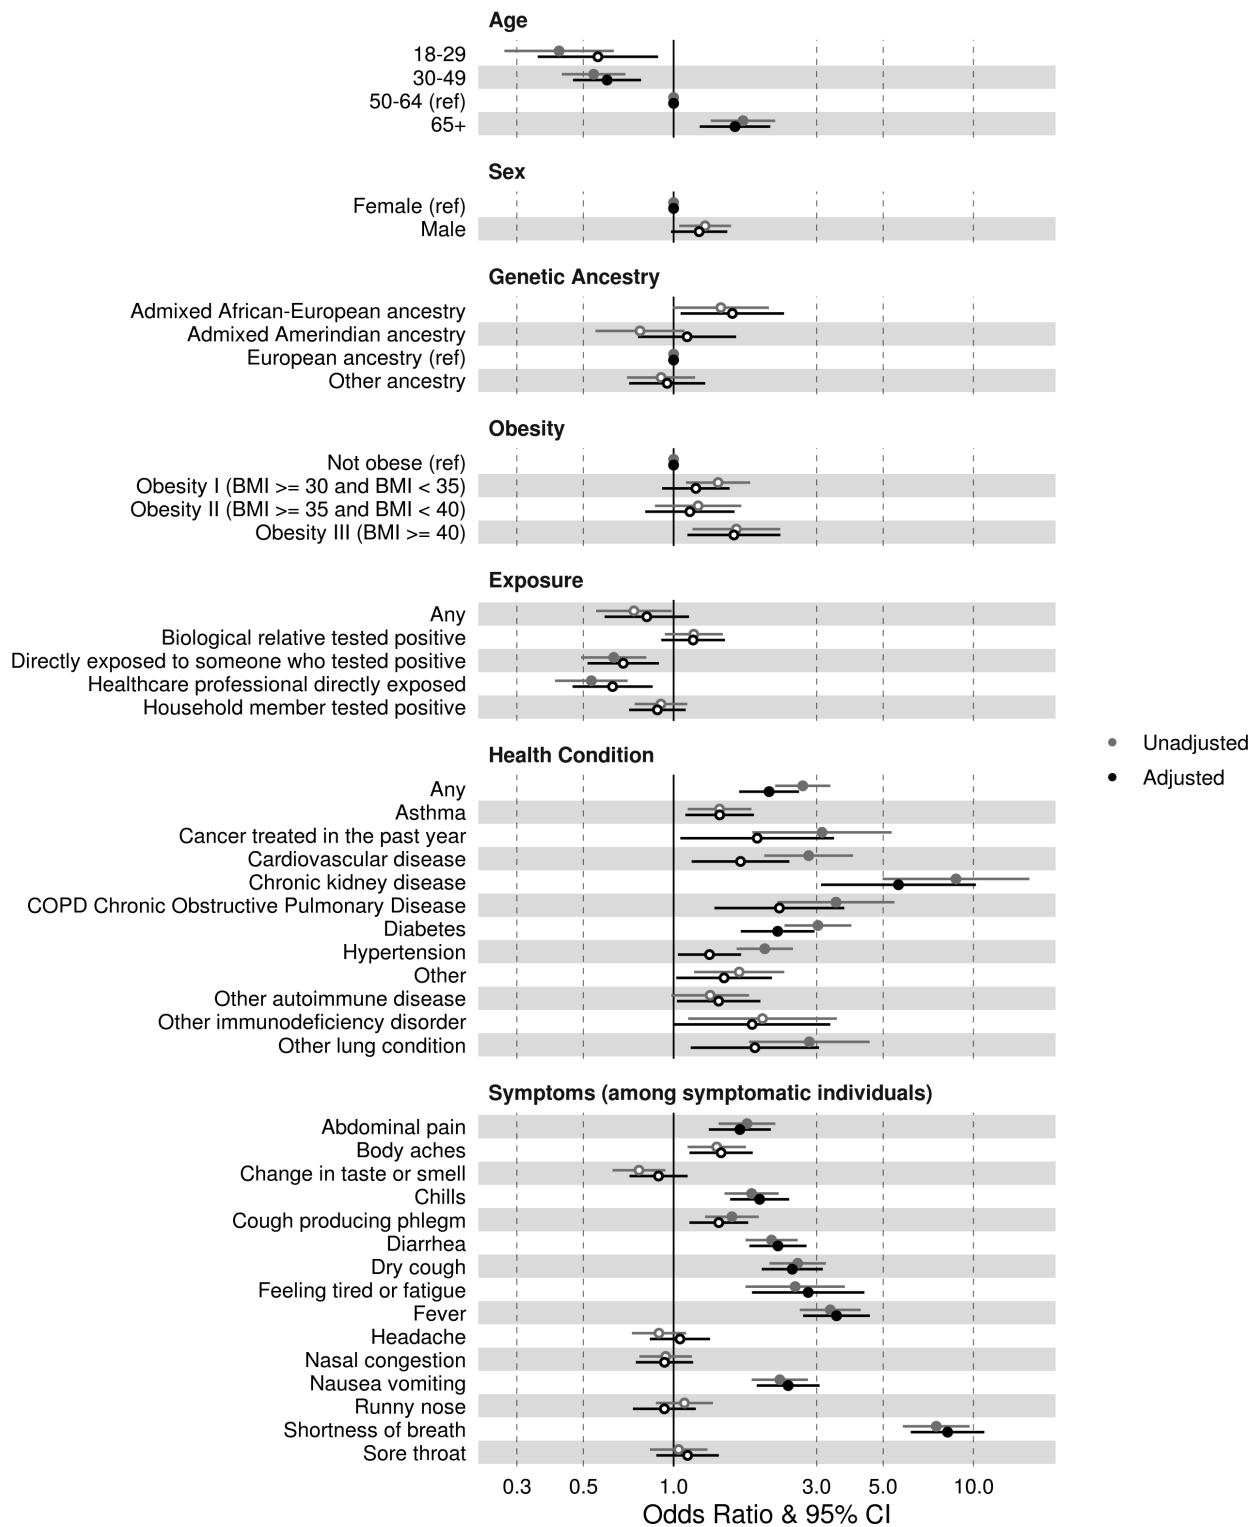 Age
18-29
30-49
50-64 (ref)
65+
Sex
Female (ref)
Male
Genetic Ancestry
Admixed African-European ancestry
Admixed Amerindian ancestry
European ancestry (ref)
Other ancestry
Obesity
Not obese (ref)
Obesity I (BMI >= 30 and BMI < 35)
Obesity II (BMI >= 35 and BMI < 40)
Obesity III (BMI >= 40)
Exposure
Any
Biological relative tested positive
Directly exposed to someone who tested positive
Healthcare professional directly exposed
Household member tested positive
Health Condition
Any
Asthma
Cancer treated in the past year
Cardiovascular disease
Chronic kidney disease
COPD Chronic Obstructive Pulmonary Disease
Diabetes
Hypertension
Other
Other autoimmune disease
Other immunodeficiency disorder
Other lung condition
Symptoms (among symptomatic individuals)
Abdominal pain
Body aches
Change in taste or smell
Chills
Cough producing phlegm
Diarrhea
Dry cough
Feeling tired or fatigue
Fever
Headache
Nasal congestion
Nausea vomiting
Runny nose
Shortness of breath
Sore throat
0.3 0.5 1.0 3.0 5.0 10.0
Odds Ratio & 95% CI
Unadjusted
Adjusted